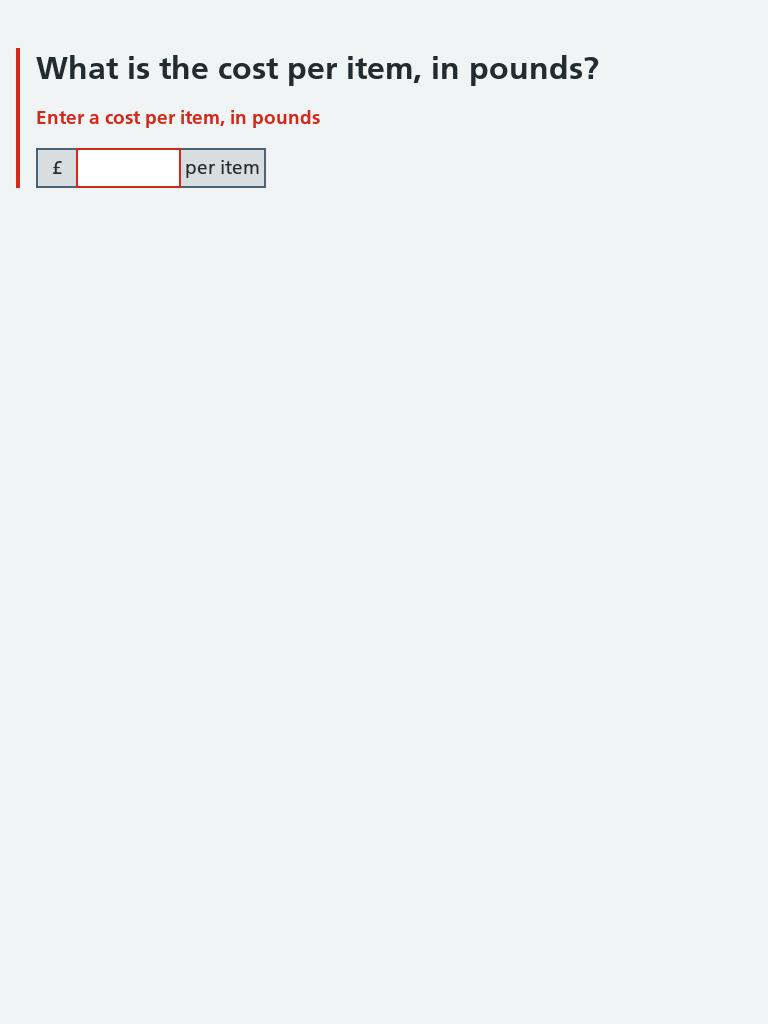 What is the cost per item, in pounds?
Enter a cost per item, in pounds
£ per item